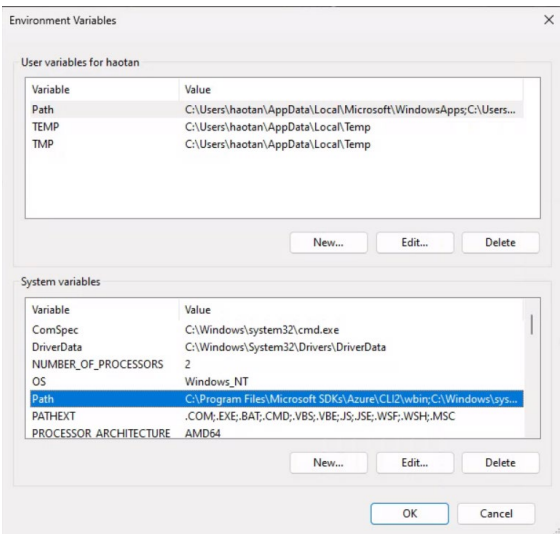 Environment Variables
User variables for haotan
Variable Value
Path C:\Users\haotan\AppData\Local\Microsoft\WindowsApps;C:\Users...
TEMP C:\Users\haotan\AppData\Local\Temp
TMP C:\Users\haotan\AppData\Local\Temp
New... Edit... Delete
System variables
Variable Value
ComSpec C:\Windows\system32\cmd.exe
DriverData C:\Windows\System32\Drivers\DriverData
NUMBER_OF_PROCESSORS 2
OS Windows_NT
Path C:\Program Files\Microsoft SDKs\Azure\CLI2\wbin;C:\Windows\sys...
PATHEXT .COM;.EXE;.BAT;.CMD;.VBS;.VBE;.JS;.JSE;.WSF;.WSH;.MSC
PROCESSOR_ARCHITECTURE AMD64
New... Edit... Delete
OK Cancel